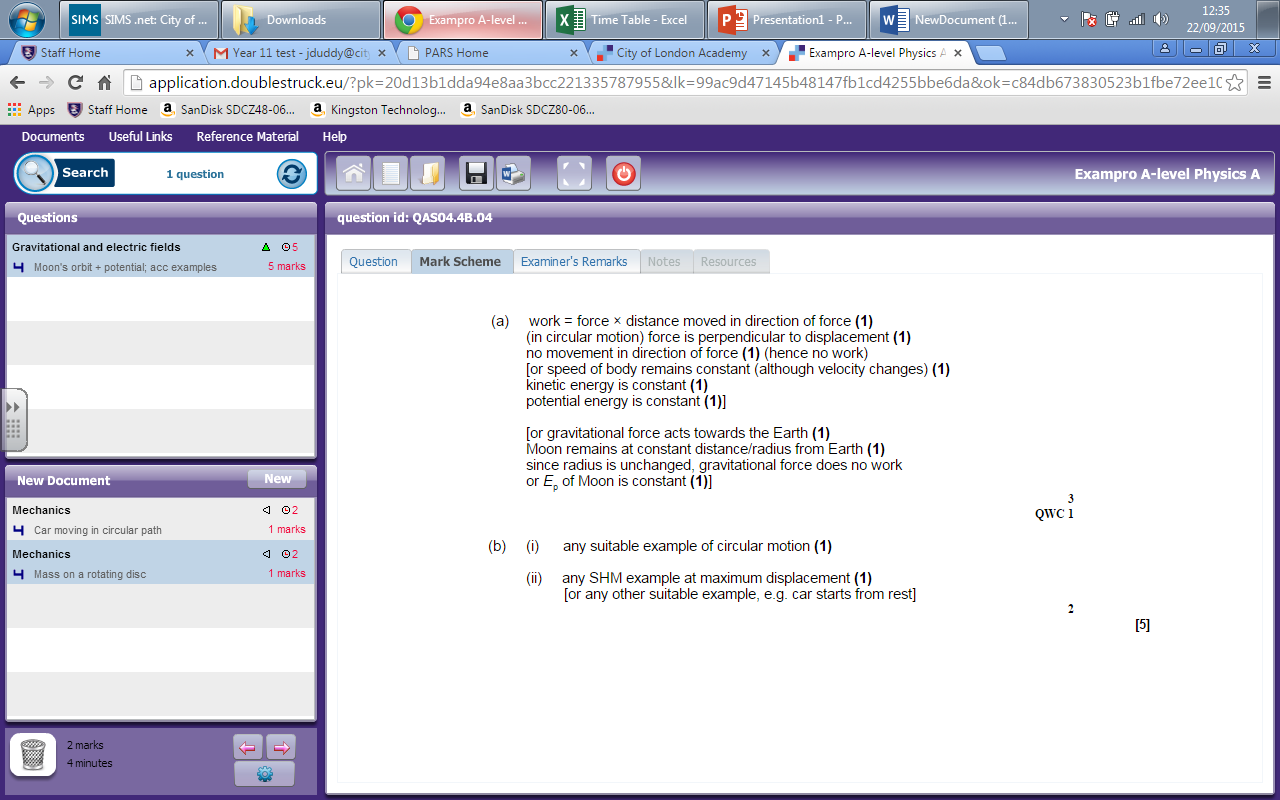 SIMS SIMS .net: City of ...
Downloads
Exampro A-level ...
Time Table - Excel
Presentation1 - P...
NewDocument (1...
12:35
22/09/2015
Staff Home
Year 11 test - jduddy@city
PARS Home
City of London Academy
Exampro A-level Physics A
application.doublestruck.eu/?pk=20d13b1dda94e8aa3bcc221335787955&lk=99ac9d47145b48147fb1cd4255bbe6da&ok=c84db673830523b1fbe72ee10
Apps
Staff Home
SanDisk SDCZ48-06...
Kingston Technolog...
SanDisk SDCZ80-06...
Documents
Useful Links
Reference Material
Help
Search
1 question
Exampro A-level Physics A
Questions
Gravitational and electric fields 5
4 Moon's orbit + potential; acc examples 5 marks
New Document New
Mechanics 2
4 Car moving in circular path 1 marks
Mechanics 2
4 Mass on a rotating disc 1 marks
2 marks
4 minutes
question id: QAS04.4B.04
Question
Mark Scheme
Examiner's Remarks
Notes
Resources
(a) work = force × distance moved in direction of force (1)
(in circular motion) force is perpendicular to displacement (1)
no movement in direction of force (1) (hence no work)
[or speed of body remains constant (although velocity changes) (1)
kinetic energy is constant (1)
potential energy is constant (1)]
[or gravitational force acts towards the Earth (1)
Moon remains at constant distance/radius from Earth (1)
since radius is unchanged, gravitational force does no work
or Ep of Moon is constant (1)]
3
QWC 1
(b) (i) any suitable example of circular motion (1)
(ii) any SHM example at maximum displacement (1)
[or any other suitable example, e.g. car starts from rest]
2
[5]